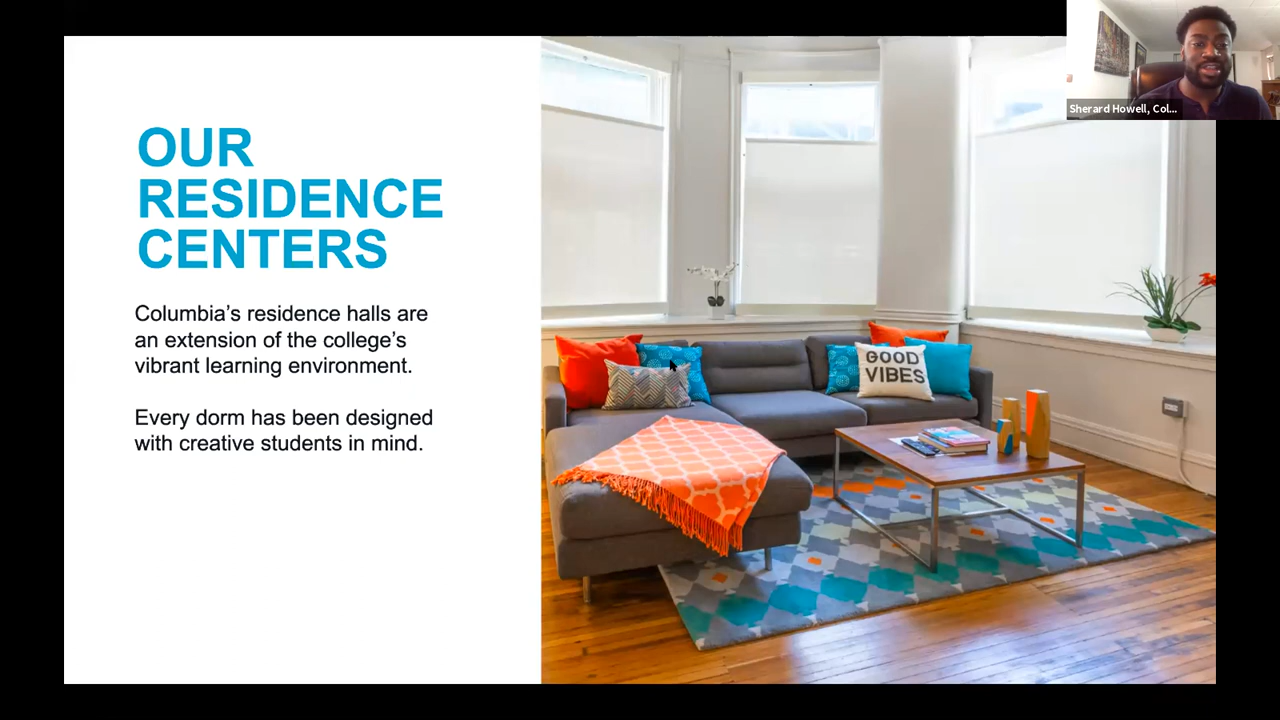 OUR
RESIDENCE
CENTERS
Columbia’s residence halls are
an extension of the college’s
vibrant learning environment.
Every dorm has been designed
with creative students in mind.
GOOD
VIBES
Sherard Howell, Col...